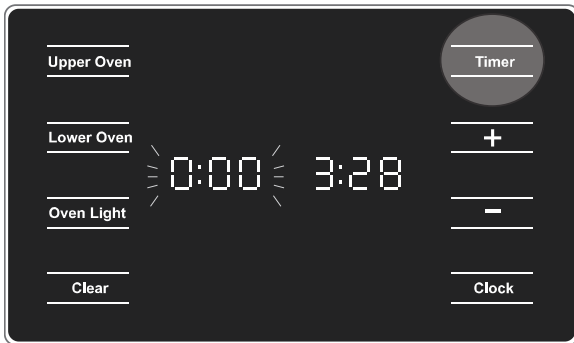 Upper Oven
Timer
Lower Oven
+
0:00 3:28
Oven Light
-
Clear
Clock